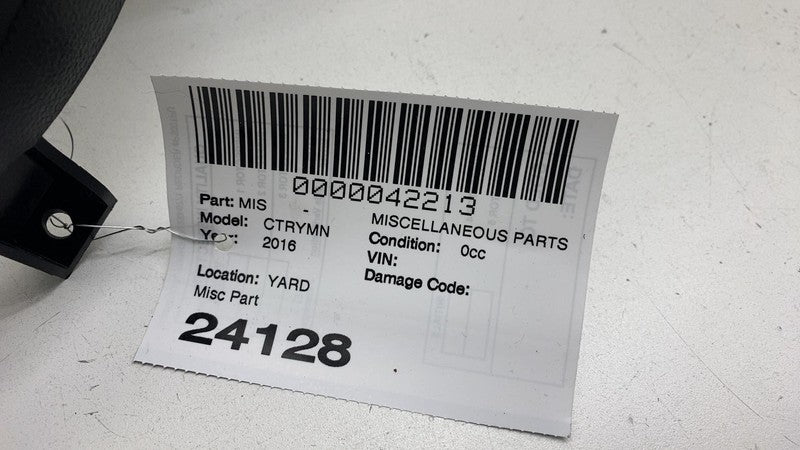 0000042213
Part: MIS - MISCELLANEOUS PARTS
Model: CTRYMN Condition: 0cc
Year: 2016 VIN:
Damage Code:
Location: YARD
Misc Part
24128